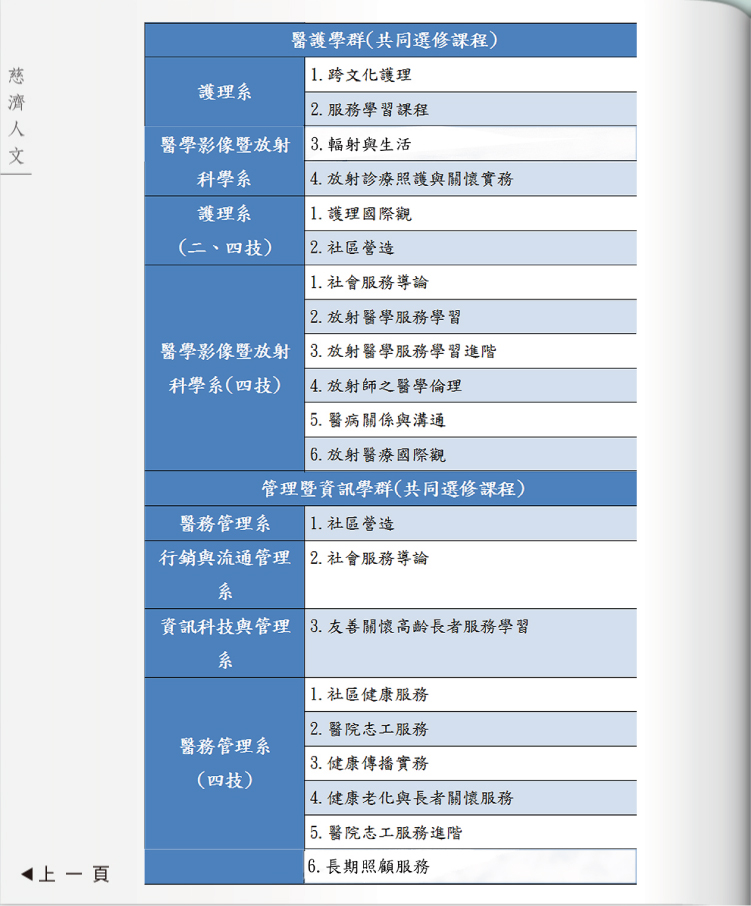 慈濟人文
醫護學群(共同選修課程)
護理系
1.跨文化護理
2.服務學習課程
醫學影像暨放射
科學系
3.輻射與生活
4.放射診療照護與關懷實務
護理系
(二、四技)
1.護理國際觀
2.社區營造
醫學影像暨放射
科學系(四技)
1.社會服務導論
2.放射醫學服務學習
3.放射醫學服務學習進階
4.放射師之醫學倫理
5.醫病關係與溝通
6.放射醫療國際觀
管理暨資訊學群(共同選修課程)
醫務管理系
1.社區營造
行銷與流通管理
系
2.社會服務導論
資訊科技與管理
系
3.友善關懷高齡長者服務學習
醫務管理系
(四技)
1.社區健康服務
2.醫院志工服務
3.健康傳播實務
4.健康老化與長者關懷服務
5.醫院志工服務進階
6.長期照顧服務
◀上一頁